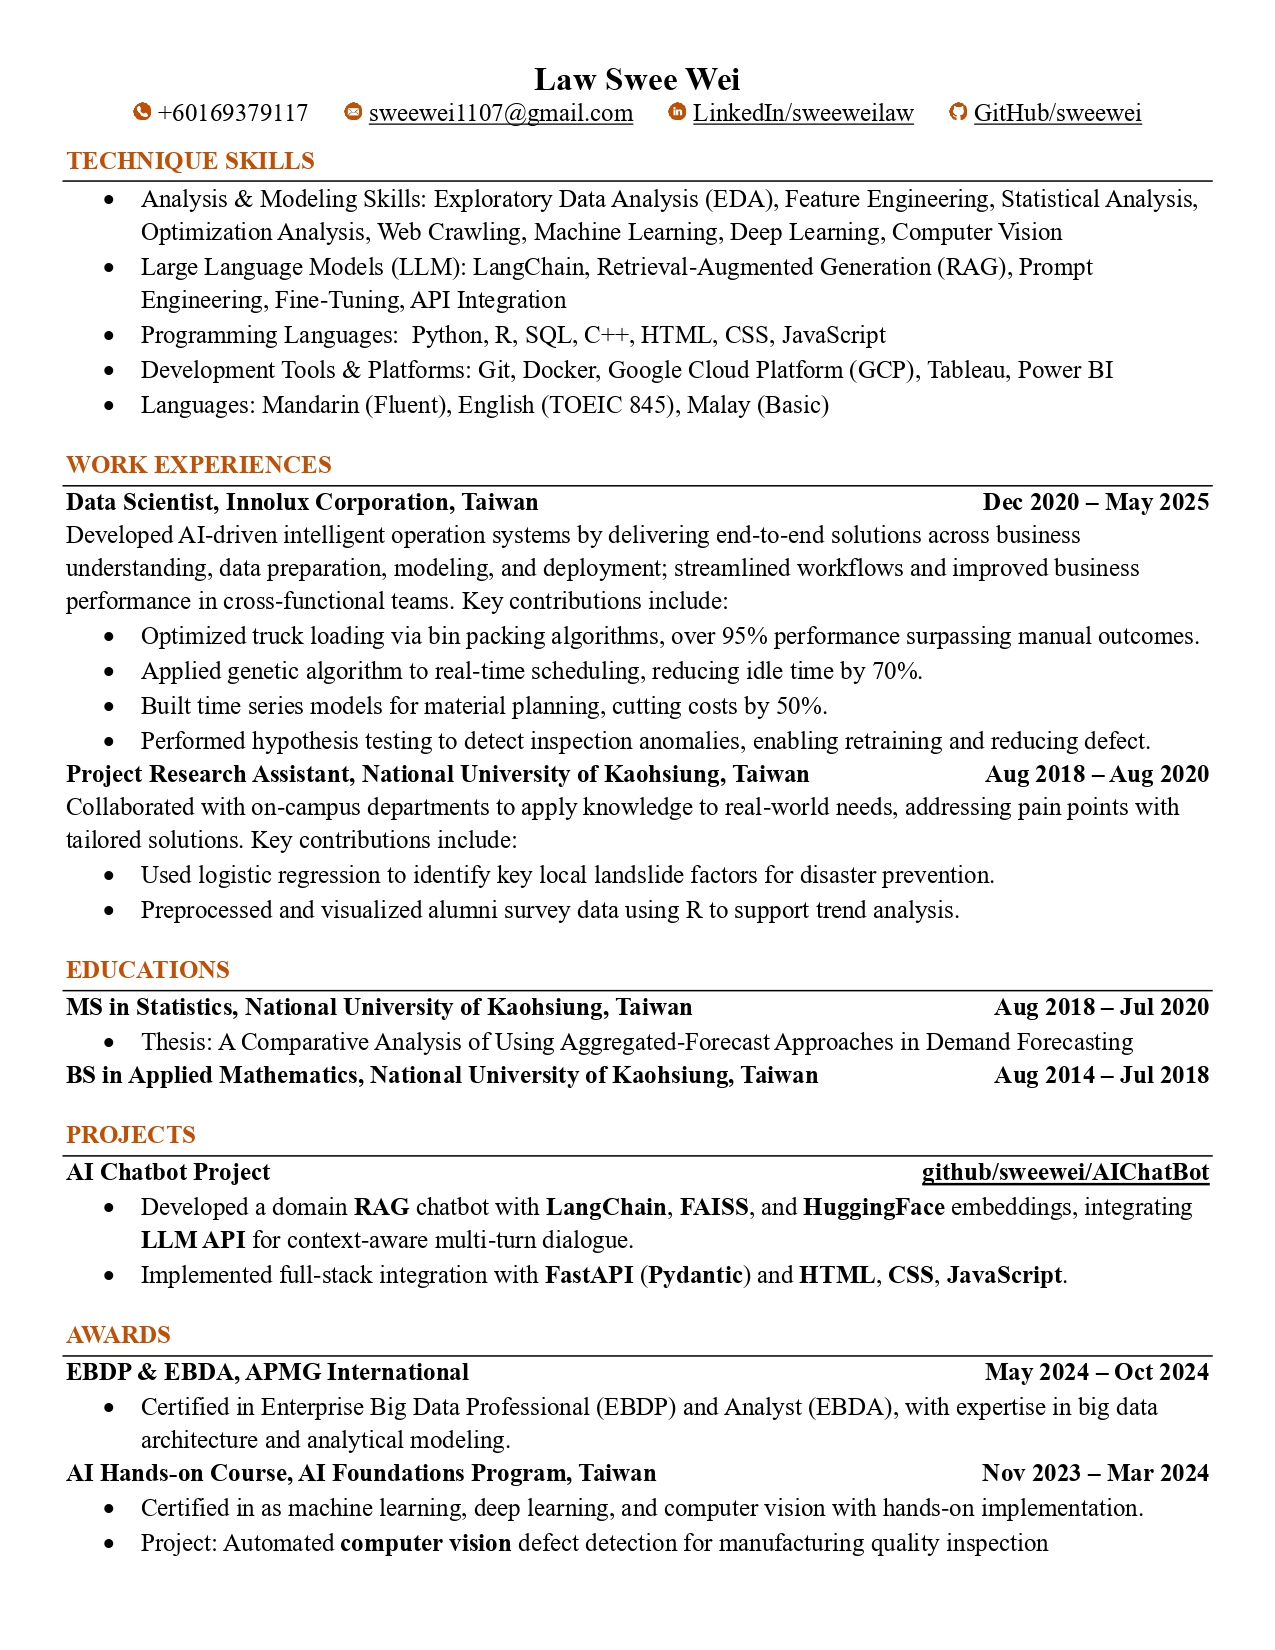 Law Swee Wei
+60169379117 sweewei1107@gmail.com LinkedIn/sweeweilaw GitHub/sweewei
TECHNIQUE SKILLS
• Analysis & Modeling Skills: Exploratory Data Analysis (EDA), Feature Engineering, Statistical Analysis,
Optimization Analysis, Web Crawling, Machine Learning, Deep Learning, Computer Vision
• Large Language Models (LLM): LangChain, Retrieval-Augmented Generation (RAG), Prompt
Engineering, Fine-Tuning, API Integration
• Programming Languages:  Python, R, SQL, C++, HTML, CSS, JavaScript
• Development Tools & Platforms: Git, Docker, Google Cloud Platform (GCP), Tableau, Power BI
• Languages: Mandarin (Fluent), English (TOEIC 845), Malay (Basic)
WORK EXPERIENCES
Data Scientist, Innolux Corporation, Taiwan Dec 2020 – May 2025
Developed AI-driven intelligent operation systems by delivering end-to-end solutions across business
understanding, data preparation, modeling, and deployment; streamlined workflows and improved business
performance in cross-functional teams. Key contributions include:
• Optimized truck loading via bin packing algorithms, over 95% performance surpassing manual outcomes.
• Applied genetic algorithm to real-time scheduling, reducing idle time by 70%.
• Built time series models for material planning, cutting costs by 50%.
• Performed hypothesis testing to detect inspection anomalies, enabling retraining and reducing defect.
Project Research Assistant, National University of Kaohsiung, Taiwan Aug 2018 – Aug 2020
Collaborated with on-campus departments to apply knowledge to real-world needs, addressing pain points with
tailored solutions. Key contributions include:
• Used logistic regression to identify key local landslide factors for disaster prevention.
• Preprocessed and visualized alumni survey data using R to support trend analysis.
EDUCATIONS
MS in Statistics, National University of Kaohsiung, Taiwan Aug 2018 – Jul 2020
• Thesis: A Comparative Analysis of Using Aggregated-Forecast Approaches in Demand Forecasting
BS in Applied Mathematics, National University of Kaohsiung, Taiwan Aug 2014 – Jul 2018
PROJECTS
AI Chatbot Project github/sweewei/AIChatBot
• Developed a domain RAG chatbot with LangChain, FAISS, and HuggingFace embeddings, integrating
LLM API for context-aware multi-turn dialogue.
• Implemented full-stack integration with FastAPI (Pydantic) and HTML, CSS, JavaScript.
AWARDS
EBDP & EBDA, APMG International May 2024 – Oct 2024
• Certified in Enterprise Big Data Professional (EBDP) and Analyst (EBDA), with expertise in big data
architecture and analytical modeling.
AI Hands-on Course, AI Foundations Program, Taiwan Nov 2023 – Mar 2024
• Certified in as machine learning, deep learning, and computer vision with hands-on implementation.
• Project: Automated computer vision defect detection for manufacturing quality inspection